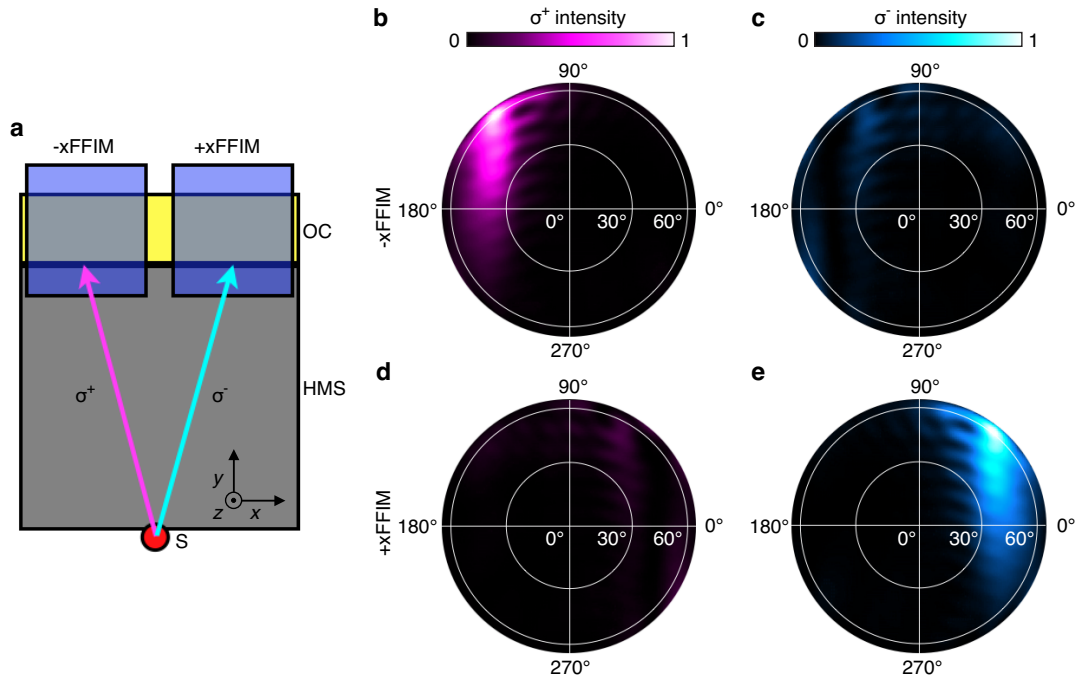 a
-xFFIM +xFFIM
OC
HMS
σ+ σ-
y
z x
S
b
σ+ intensity
0 1
c
σ- intensity
0 1
-xFFIM
90°
180° 0° 30° 60° 0°
270°
90°
180° 0° 30° 60° 0°
270°
d
e
+xFFIM
90°
180° 0° 30° 60° 0°
270°
90°
180° 0° 30° 60° 0°
270°